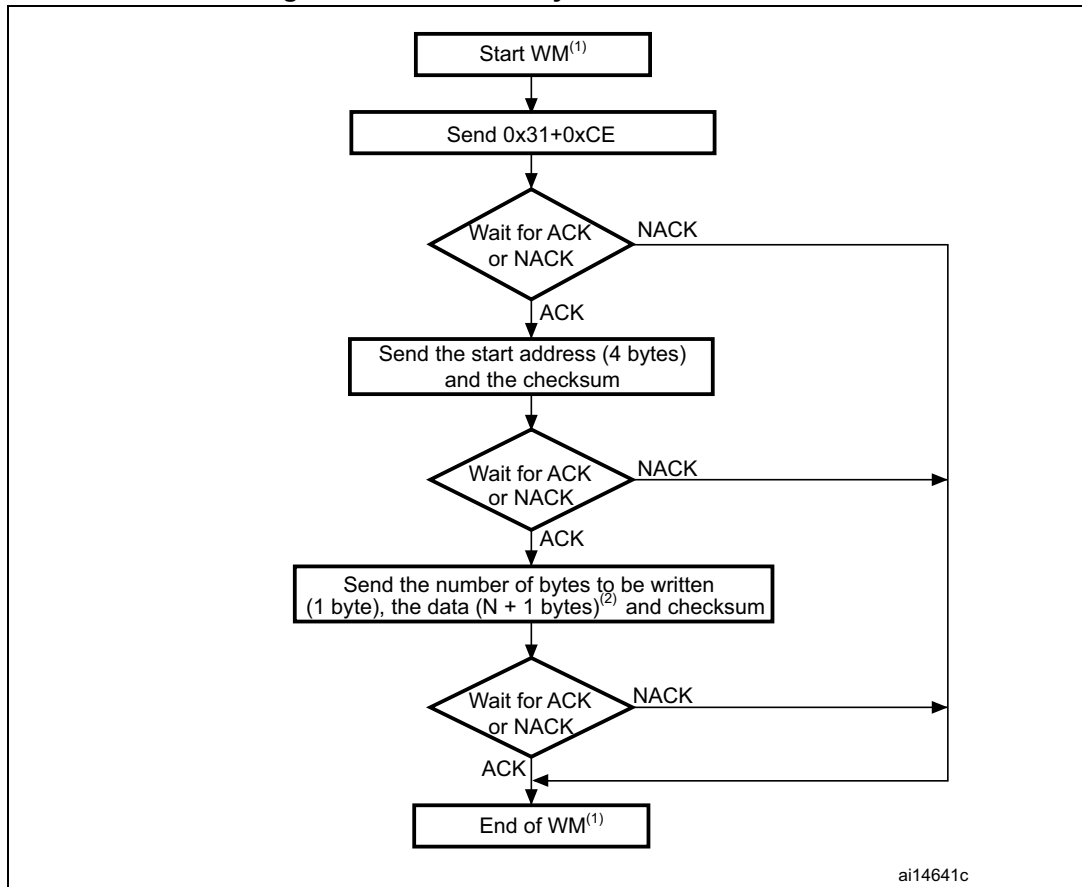 Start WM(1)
Send 0x31+0xCE
Wait for ACK
or NACK
NACK
ACK
Send the start address (4 bytes)
and the checksum
Wait for ACK
or NACK
NACK
ACK
Send the number of bytes to be written
(1 byte), the data (N + 1 bytes)(2) and checksum
Wait for ACK
or NACK
NACK
ACK
End of WM(1)
ai14641c